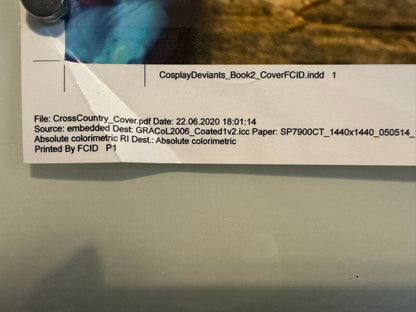 CosplayDeviants_Book2_CoverFCID.indd 1
File: CrossCountry_Cover.pdf Date: 22.06.2020 18:01:14
Source: embedded Dest: GRACoL2006_Coated1v2.icc Paper: SP7900CT_1440x1440_050514_
Absolute colorimetric RI Dest.: Absolute colorimetric
Printed By FCID P1